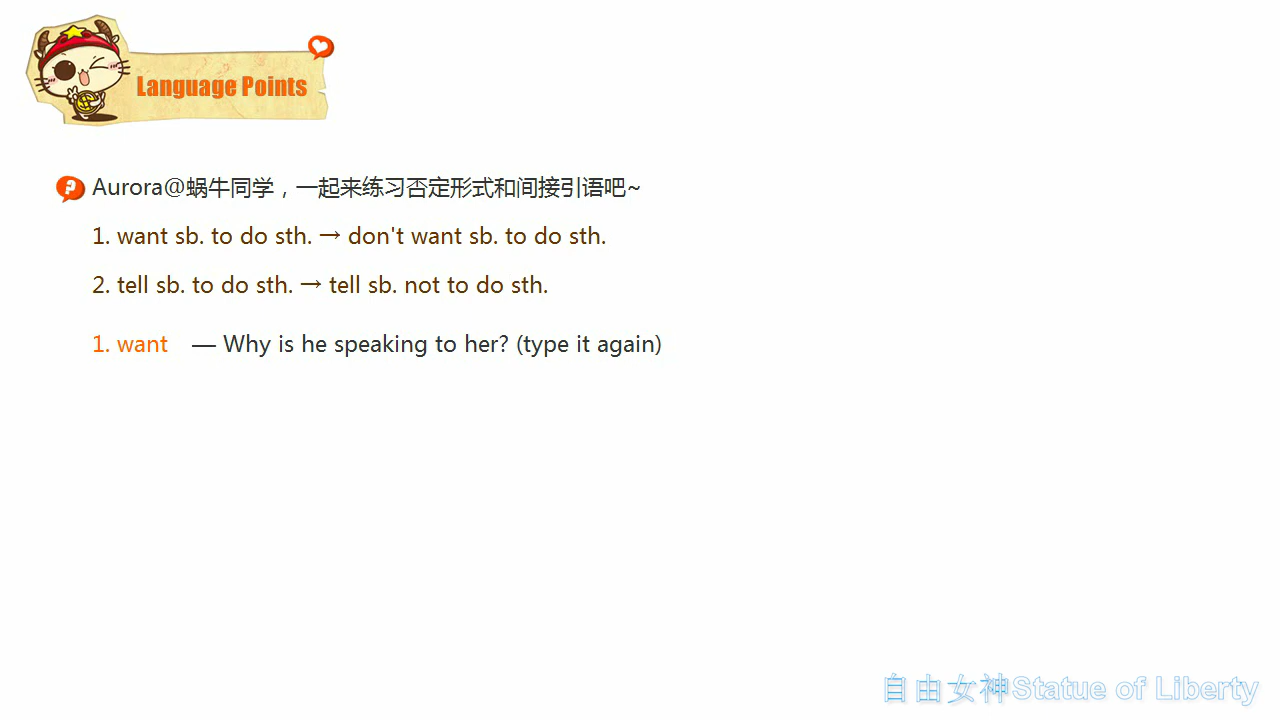 Language Points
Aurora@蜗牛同学，一起来练习否定形式和间接引语吧~
1. want sb. to do sth. → don't want sb. to do sth.
2. tell sb. to do sth. → tell sb. not to do sth.
1. want — Why is he speaking to her? (type it again)
自由女神Statue of Liberty